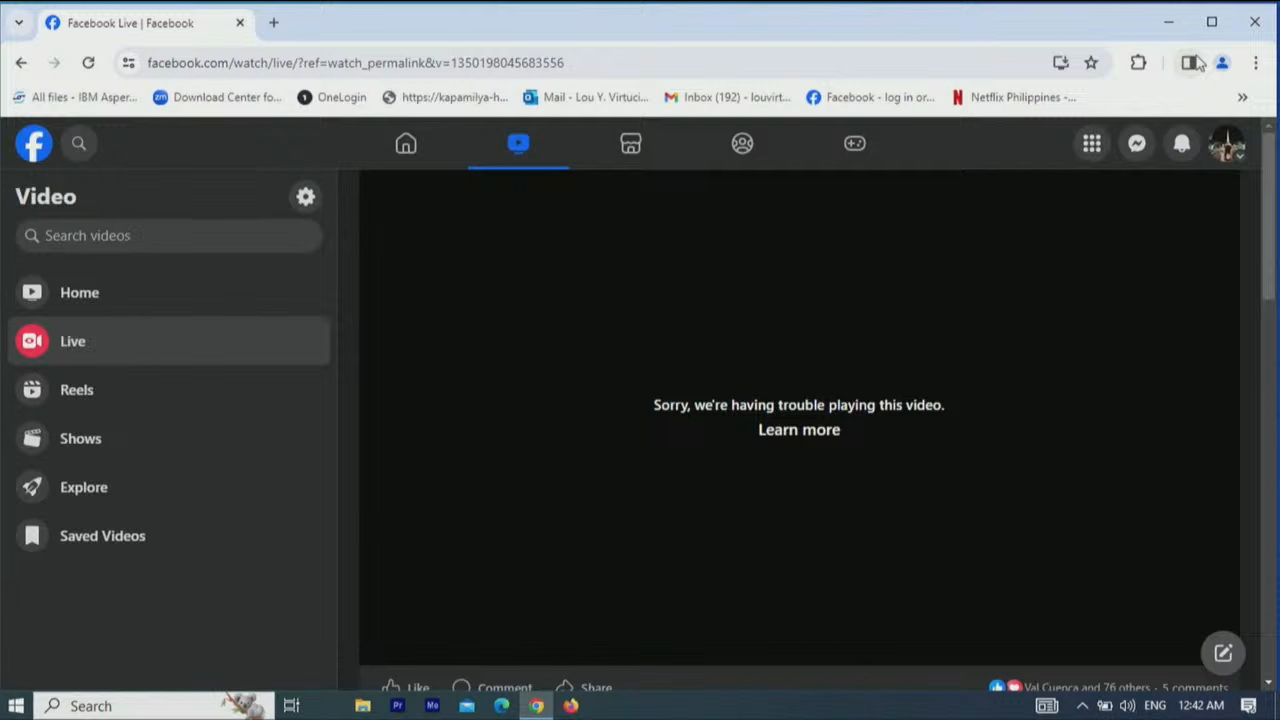 Facebook Live | Facebook
facebook.com/watch/live/?ref=watch_permalink&v=1350198045683556
All files - IBM Asper...
zm
Download Center fo...
OneLogin
https://kapamilya-h...
Mail - Lou Y. Virtuci...
Inbox (192) - louvirt...
Facebook - log in or...
Netflix Philippines -...
Video
Search videos
Home
Live
Reels
Shows
Explore
Saved Videos
Sorry, we're having trouble playing this video.
Learn more
Like
Comment
Share
Val Cuenca and 76 others · 5 comments
Search
Pr
Me
ENG
12:42 AM